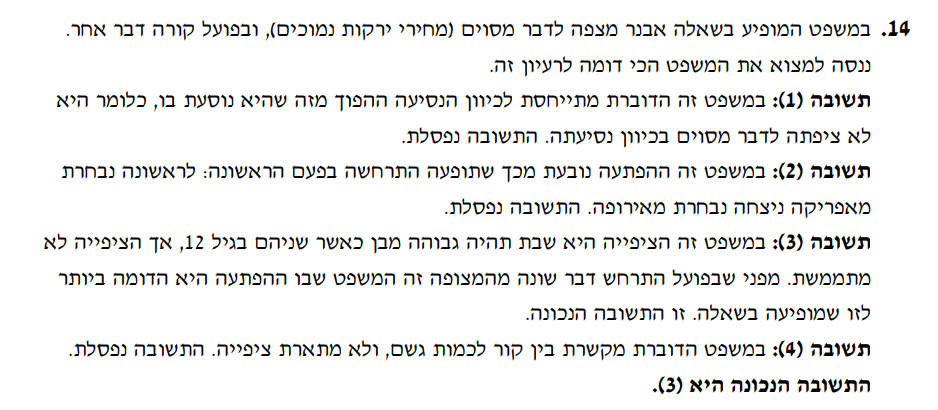 14. במשפט המופיע בשאלה אבנר מצפה לדבר מסוים (מחירי ירקות נמוכים), ובפועל קורה דבר אחר.
ננסה למצוא את המשפט הכי דומה לרעיון זה.
תשובה (1): במשפט זה הדוברת מתייחסת לכיוון הנסיעה ההפוך מזה שהיא נוסעת בו, כלומר היא
לא ציפתה לדבר מסוים בכיוון נסיעתה. התשובה נפסלת.
תשובה (2): במשפט זה ההפתעה נובעת מכך שתופעה התרחשה בפעם הראשונה: לראשונה נבחרת
מאפריקה ניצחה נבחרת מאירופה. התשובה נפסלת.
תשובה (3): במשפט זה הציפייה היא שבת תהיה גבוהה מבן כאשר שניהם בגיל 12, אך הציפייה לא
מתממשת. מפני שבפועל התרחש דבר שונה מהמצופה זה המשפט שבו ההפתעה היא הדומה ביותר
לזו שמופיעה בשאלה. זו התשובה הנכונה.
תשובה (4): במשפט הדוברת מקשרת בין קור לכמות גשם, ולא מתארת ציפייה. התשובה נפסלת.
התשובה הנכונה היא (3).